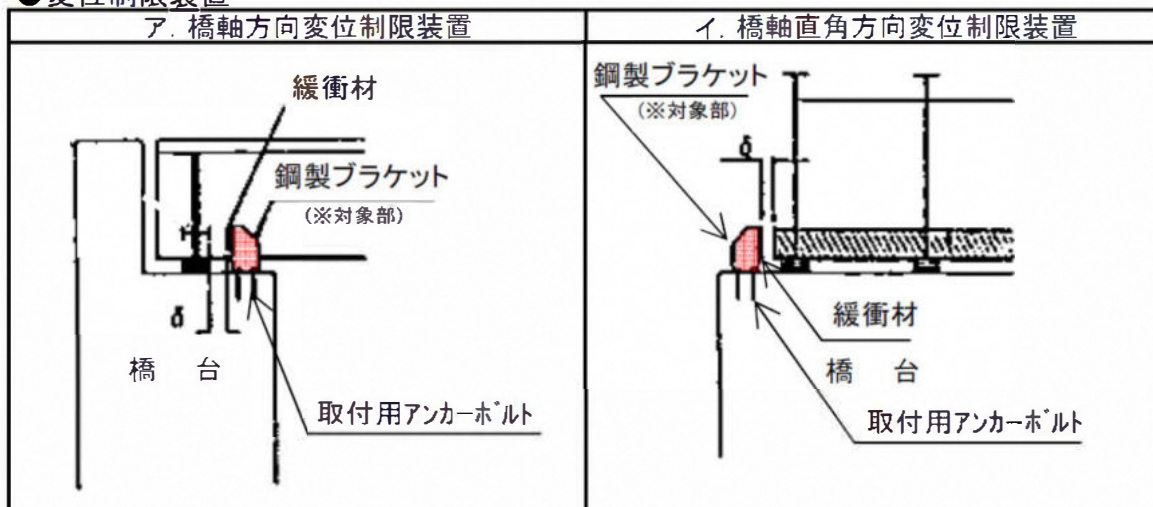 ●変位制限装置
ア. 橋軸方向変位制限装置
イ. 橋軸直角方向変位制限装置
緩衝材
鋼製ブラケット
(※対象部)
δ
橋 台
取付用アンカーボルト
鋼製ブラケット
(※対象部)
δ
緩衝材
橋 台
取付用アンカーボルト